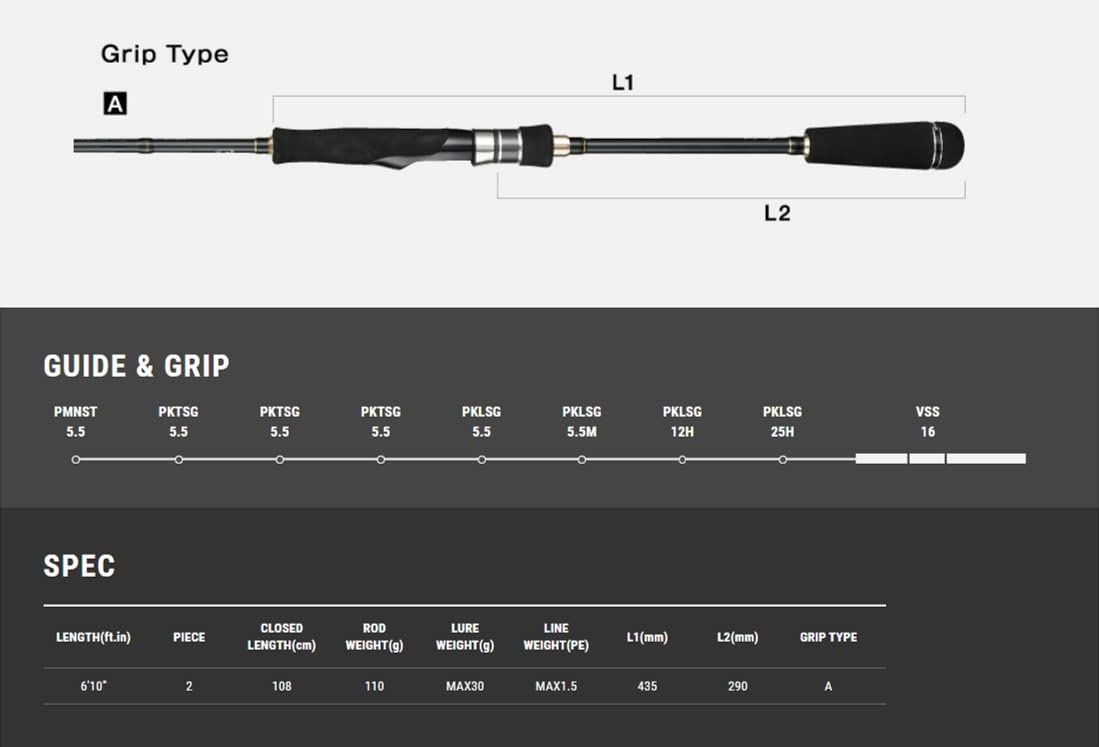 Grip Type
A
L1
L2
GUIDE & GRIP
PMNST PKTSG PKTSG PKTSG PKLSG PKLSG PKLSG PKLSG VSS
5.5 5.5 5.5 5.5 5.5 5.5M 12H 25H 16
SPEC
LENGTH(ft.in) PIECE CLOSED LENGTH(cm) ROD WEIGHT(g) LURE WEIGHT(g) LINE WEIGHT(PE) L1(mm) L2(mm) GRIP TYPE
6'10" 2 108 110 MAX30 MAX1.5 435 290 A